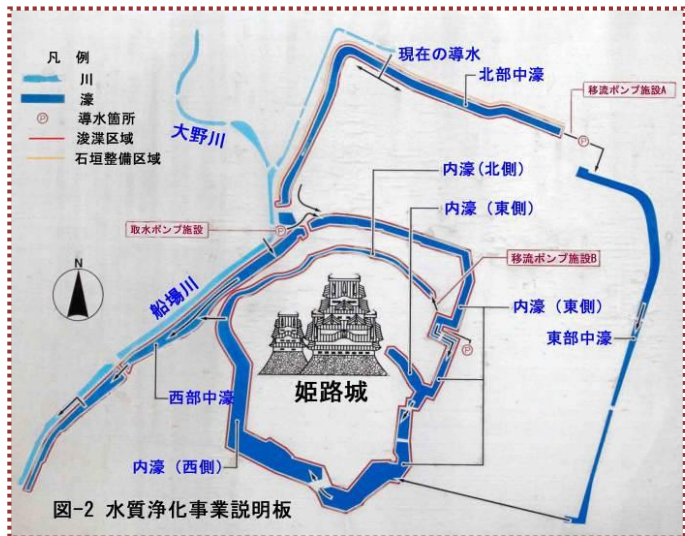 凡 例
川
濠
Ⓟ 導水箇所
浚渫区域
石垣整備区域
大野川
現在の導水
北部中濠
移流ポンプ施設A
Ⓟ
内濠(北側)
内濠(東側)
取水ポンプ施設
Ⓟ
移流ポンプ施設B
N
船場川
内濠(東側)
Ⓟ
東部中濠
姫路城
西部中濠
内濠(西側)
図-2 水質浄化事業説明板